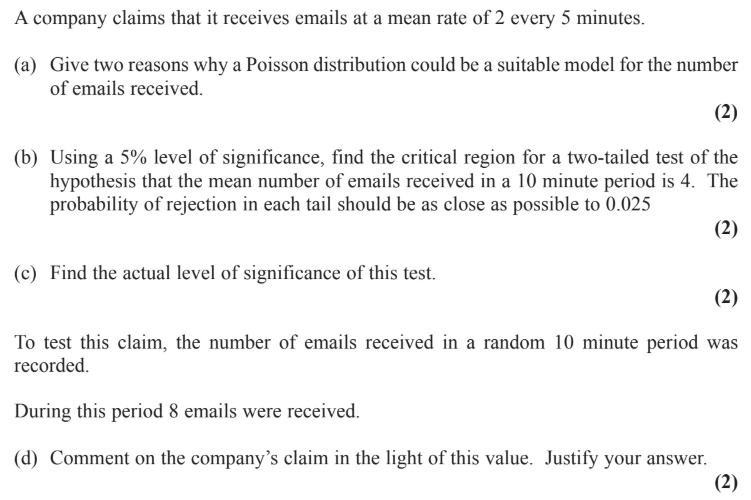 A company claims that it receives emails at a mean rate of 2 every 5 minutes.
(a) Give two reasons why a Poisson distribution could be a suitable model for the number
of emails received.
(2)
(b) Using a 5% level of significance, find the critical region for a two-tailed test of the
hypothesis that the mean number of emails received in a 10 minute period is 4. The
probability of rejection in each tail should be as close as possible to 0.025
(2)
(c) Find the actual level of significance of this test.
(2)
To test this claim, the number of emails received in a random 10 minute period was
recorded.
During this period 8 emails were received.
(d) Comment on the company's claim in the light of this value. Justify your answer.
(2)